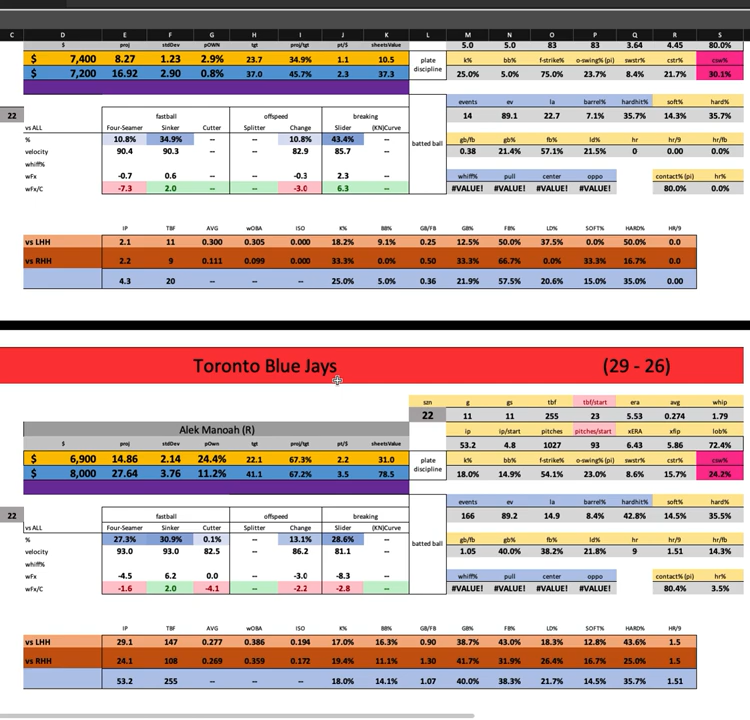 C D E F G H I J K L M N O P Q R S
$ proj stdDev pOWN tgt proj/tgt pt/$ sheetsValue 5.0 5.0 83 83 3.64 4.45 80.0%
$ 7,400 8.27 1.23 2.9% 23.7 34.9% 1.1 10.5 plate discipline k% bb% f-strike% o-swing% (pi) swstr% cstr% csw%
$ 7,200 16.92 2.90 0.8% 37.0 45.7% 2.3 37.3 25.0% 5.0% 75.0% 23.7% 8.4% 21.7% 30.1%
events ev la barrel% hardhit% soft% hard%
22 fastball offspeed breaking 14 89.1 22.7 7.1% 35.7% 14.3% 35.7%
vs ALL Four-Seamer Sinker Cutter Splitter Change Slider (KN)Curve
% 10.8% 34.9% -- -- 10.8% 43.4% -- batted ball gb/fb gb% fb% ld% hr hr/9 hr/fb
velocity 90.4 90.3 -- -- 82.9 85.7 -- 0.38 21.4% 57.1% 21.5% 0 0.00 0.0%
whiff%
wFx -0.7 0.6 -0.3 2.3 whiff% pull center oppo contact% (pi) hr%
wFx/C -7.3 2.0 -- -- -3.0 6.3 -- #VALUE! #VALUE! #VALUE! #VALUE! 80.0% 0.0%
IP TBF AVG wOBA ISO K% BB% GB/FB GB% FB% LD% SOFT% HARD% HR/9
vs LHH 2.1 11 0.300 0.305 0.000 18.2% 9.1% 0.25 12.5% 50.0% 37.5% 0.0% 50.0% 0.0
vs RHH 2.2 9 0.111 0.099 0.000 33.3% 0.0% 0.50 33.3% 66.7% 0.0% 33.3% 16.7% 0.0
4.3 20 -- -- -- 25.0% 5.0% 0.36 21.9% 57.5% 20.6% 15.0% 35.0% 0.00
Toronto Blue Jays (29 - 26)
szn g gs tbf tbf/start era avg whip
22 11 11 255 23 5.53 0.274 1.79
Alek Manoah (R) ip ip/start pitches pitches/start xERA xfip lob%
$ proj stdDev pOwn tgt proj/tgt pt/$ sheetsValue 53.2 4.8 1027 93 6.43 5.86 72.4%
$ 6,900 14.86 2.14 24.4% 22.1 67.3% 2.2 31.0 plate discipline k% bb% f-strike% o-swing% (pi) swstr% cstr% csw%
$ 8,000 27.64 3.76 11.2% 41.1 67.2% 3.5 78.5 18.0% 14.9% 54.1% 23.0% 8.6% 15.7% 24.2%
events ev la barrel% hardhit% soft% hard%
22 fastball offspeed breaking 166 89.2 14.9 8.4% 42.8% 14.5% 35.5%
vs ALL Four-Seamer Sinker Cutter Splitter Change Slider (KN)Curve
% 27.3% 30.9% 0.1% -- 13.1% 28.6% -- batted ball gb/fb gb% fb% ld% hr hr/9 hr/fb
velocity 93.0 93.0 82.5 -- 86.2 81.1 -- 1.05 40.0% 38.2% 21.8% 9 1.51 14.3%
whiff%
wFx -4.5 6.2 0.0 -- -3.0 -8.3 -- whiff% pull center oppo contact% (pi) hr%
wFx/C -1.6 2.0 -4.1 -- -2.2 -2.8 -- #VALUE! #VALUE! #VALUE! #VALUE! 80.4% 3.5%
IP TBF AVG wOBA ISO K% BB% GB/FB GB% FB% LD% SOFT% HARD% HR/9
vs LHH 29.1 147 0.277 0.386 0.194 17.0% 16.3% 0.90 38.7% 43.0% 18.3% 12.8% 43.6% 1.5
vs RHH 24.1 108 0.269 0.359 0.172 19.4% 11.1% 1.30 41.7% 31.9% 26.4% 16.7% 25.0% 1.5
53.2 255 -- -- -- 18.0% 14.1% 1.07 40.0% 38.3% 21.7% 14.5% 35.7% 1.51